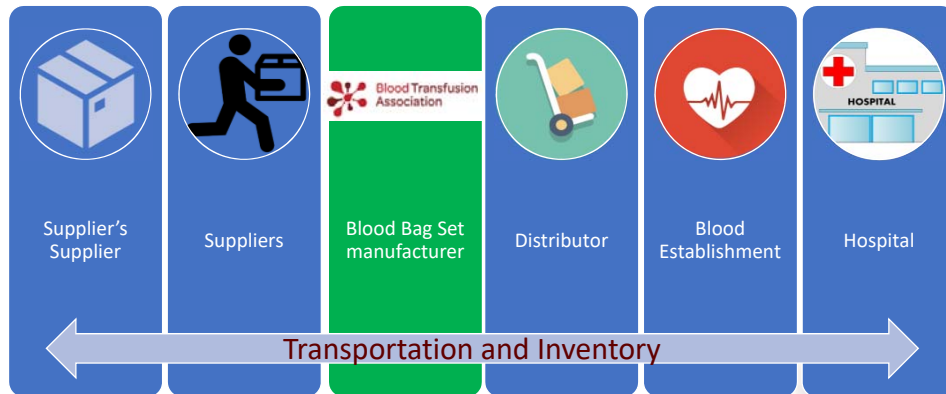 Blood Transfusion
Association
HOSPITAL
Supplier’s
Supplier
Suppliers
Blood Bag Set
manufacturer
Distributor
Blood
Establishment
Hospital
Transportation and Inventory